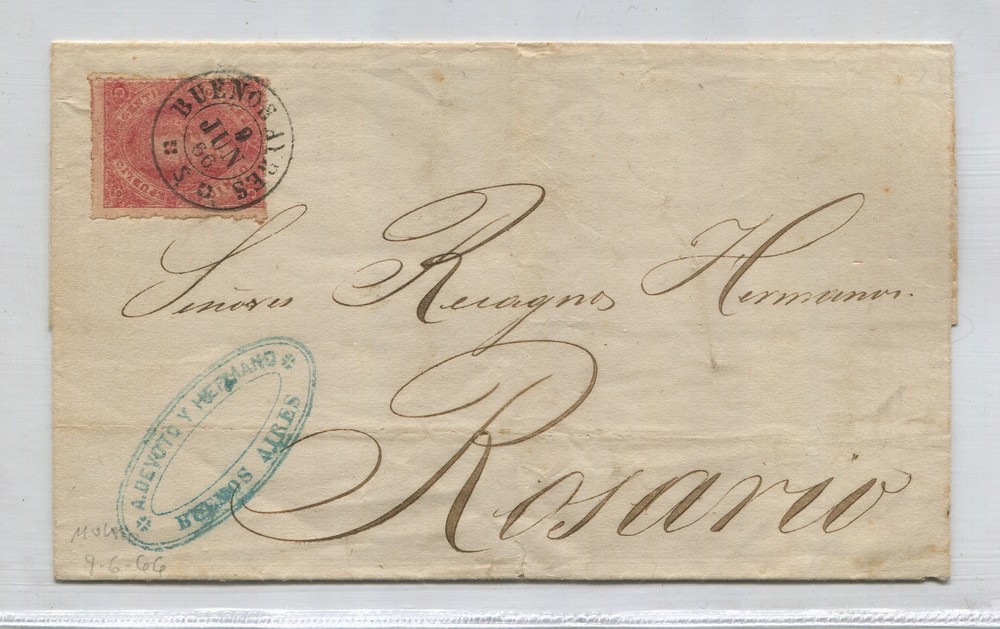 BUENOS AIRES
9
JUN
66
Señores Recagno Hermanos.
Rosario
A. DEVOTO Y HERMANO
BUENOS AIRES
9-6-66